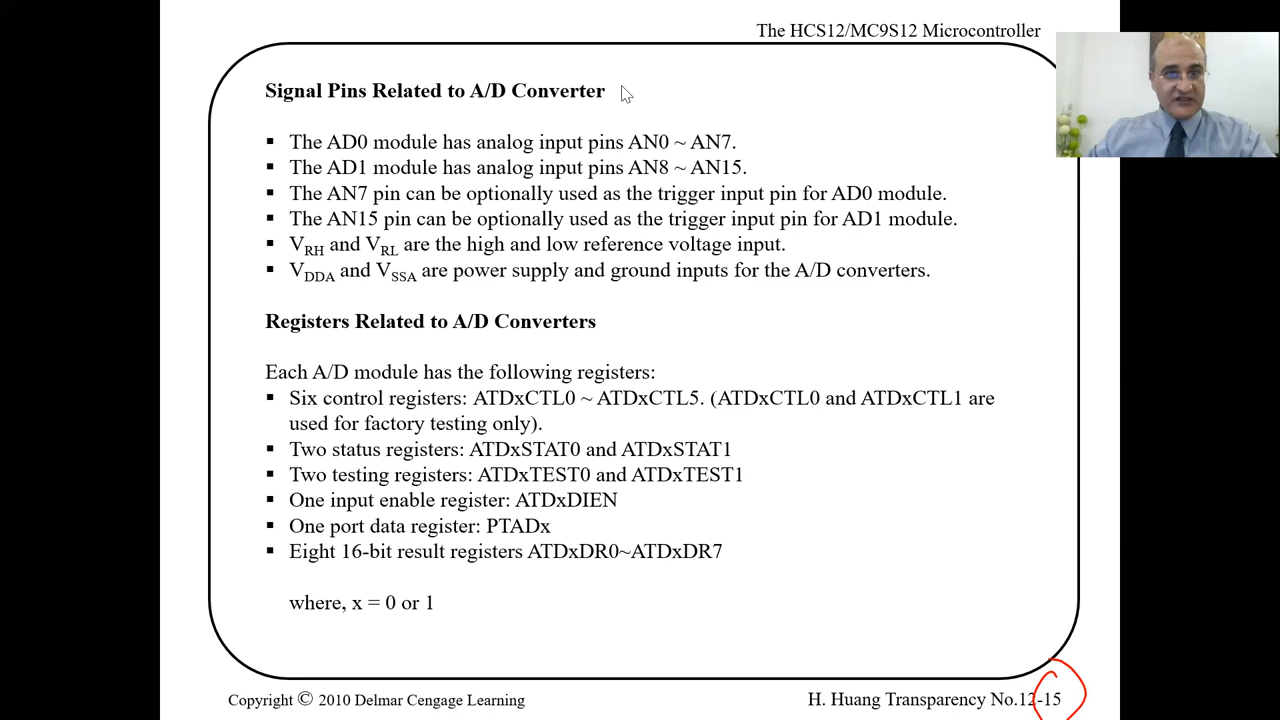 The HCS12/MC9S12 Microcontroller
Signal Pins Related to A/D Converter
▪ The AD0 module has analog input pins AN0 ~ AN7.
▪ The AD1 module has analog input pins AN8 ~ AN15.
▪ The AN7 pin can be optionally used as the trigger input pin for AD0 module.
▪ The AN15 pin can be optionally used as the trigger input pin for AD1 module.
▪ VRH and VRL are the high and low reference voltage input.
▪ VDDA and VSSA are power supply and ground inputs for the A/D converters.
Registers Related to A/D Converters
Each A/D module has the following registers:
▪ Six control registers: ATDxCTL0 ~ ATDxCTL5. (ATDxCTL0 and ATDxCTL1 are
used for factory testing only).
▪ Two status registers: ATDxSTAT0 and ATDxSTAT1
▪ Two testing registers: ATDxTEST0 and ATDxTEST1
▪ One input enable register: ATDxDIEN
▪ One port data register: PTADx
▪ Eight 16-bit result registers ATDxDR0~ATDxDR7
where, x = 0 or 1
Copyright © 2010 Delmar Cengage Learning
H. Huang Transparency No.12-15